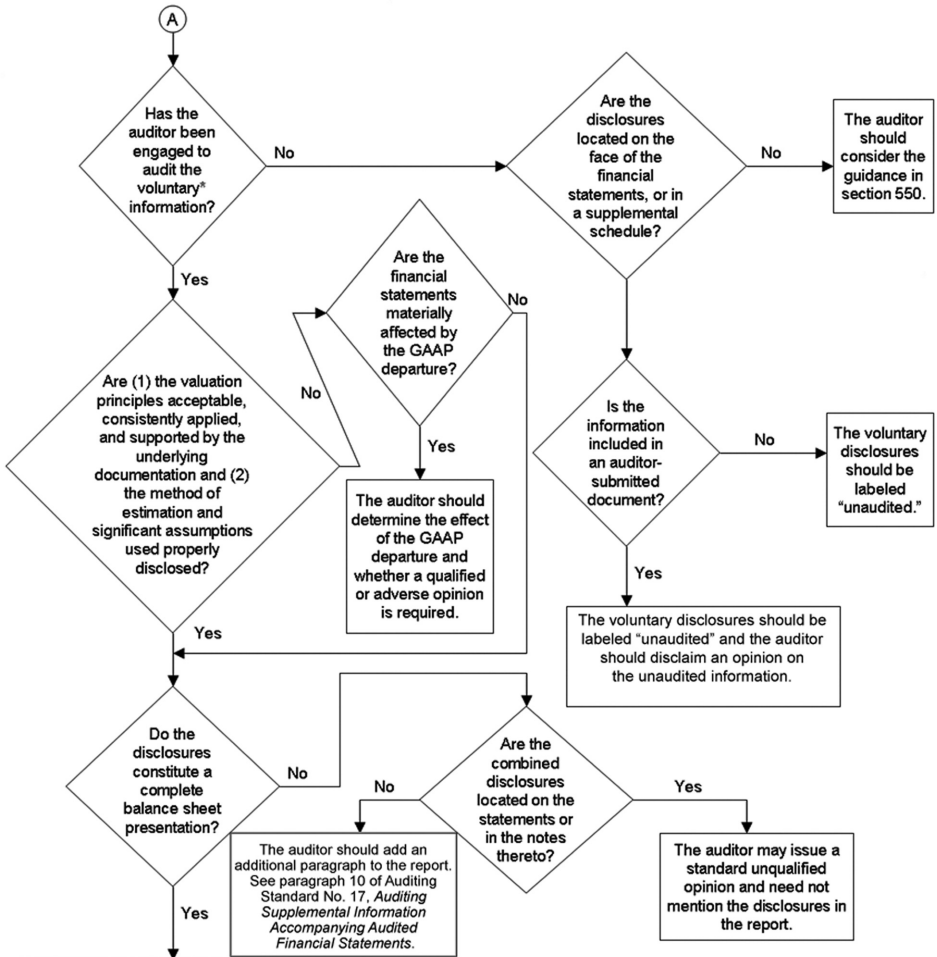 A
Has the
auditor been
engaged to
audit the
voluntary*
information?
No
Are the
disclosures
located on the
face of the
financial
statements, or in
a supplemental
schedule?
No
The auditor
should
consider the
guidance in
section 550.
Yes
Are the
financial
statements
materially
affected by
the GAAP
departure?
No
No
Are (1) the valuation
principles acceptable,
consistently applied,
and supported by the
underlying
documentation and (2)
the method of
estimation and
significant assumptions
used properly
disclosed?
Yes
The auditor should
determine the effect
of the GAAP
departure and
whether a qualified
or adverse opinion
is required.
Is the
information
included in
an auditor-
submitted
document?
No
The voluntary
disclosures
should be
labeled
“unaudited.”
Yes
The voluntary disclosures should be
labeled “unaudited” and the auditor
should disclaim an opinion on
the unaudited information.
Yes
Do the
disclosures
constitute a
complete
balance sheet
presentation?
No
Are the
combined
disclosures
located on the
statements or
in the notes
thereto?
No
Yes
The auditor should add an
additional paragraph to the report.
See paragraph 10 of Auditing
Standard No. 17, Auditing
Supplemental Information
Accompanying Audited
Financial Statements.
The auditor may issue a
standard unqualified
opinion and need not
mention the disclosures in
the report.
Yes